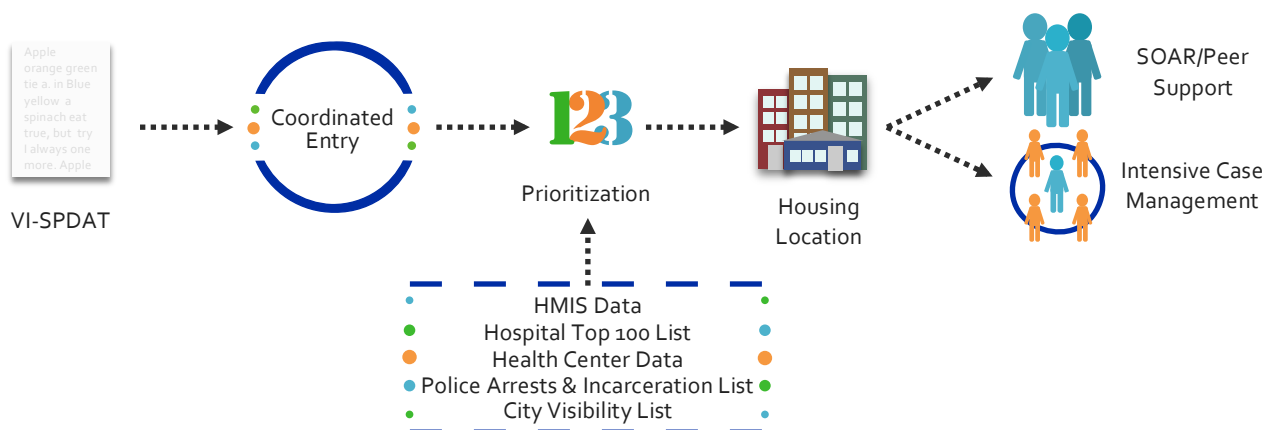 Apple
orange green
tie a. in Blue
yellow a
spinach eat
true, but try
I always one
more. Apple
VI-SPDAT
Coordinated
Entry
123
Prioritization
Housing
Location
SOAR/Peer
Support
Intensive Case
Management
HMIS Data
Hospital Top 100 List
Health Center Data
Police Arrests & Incarceration List
City Visibility List